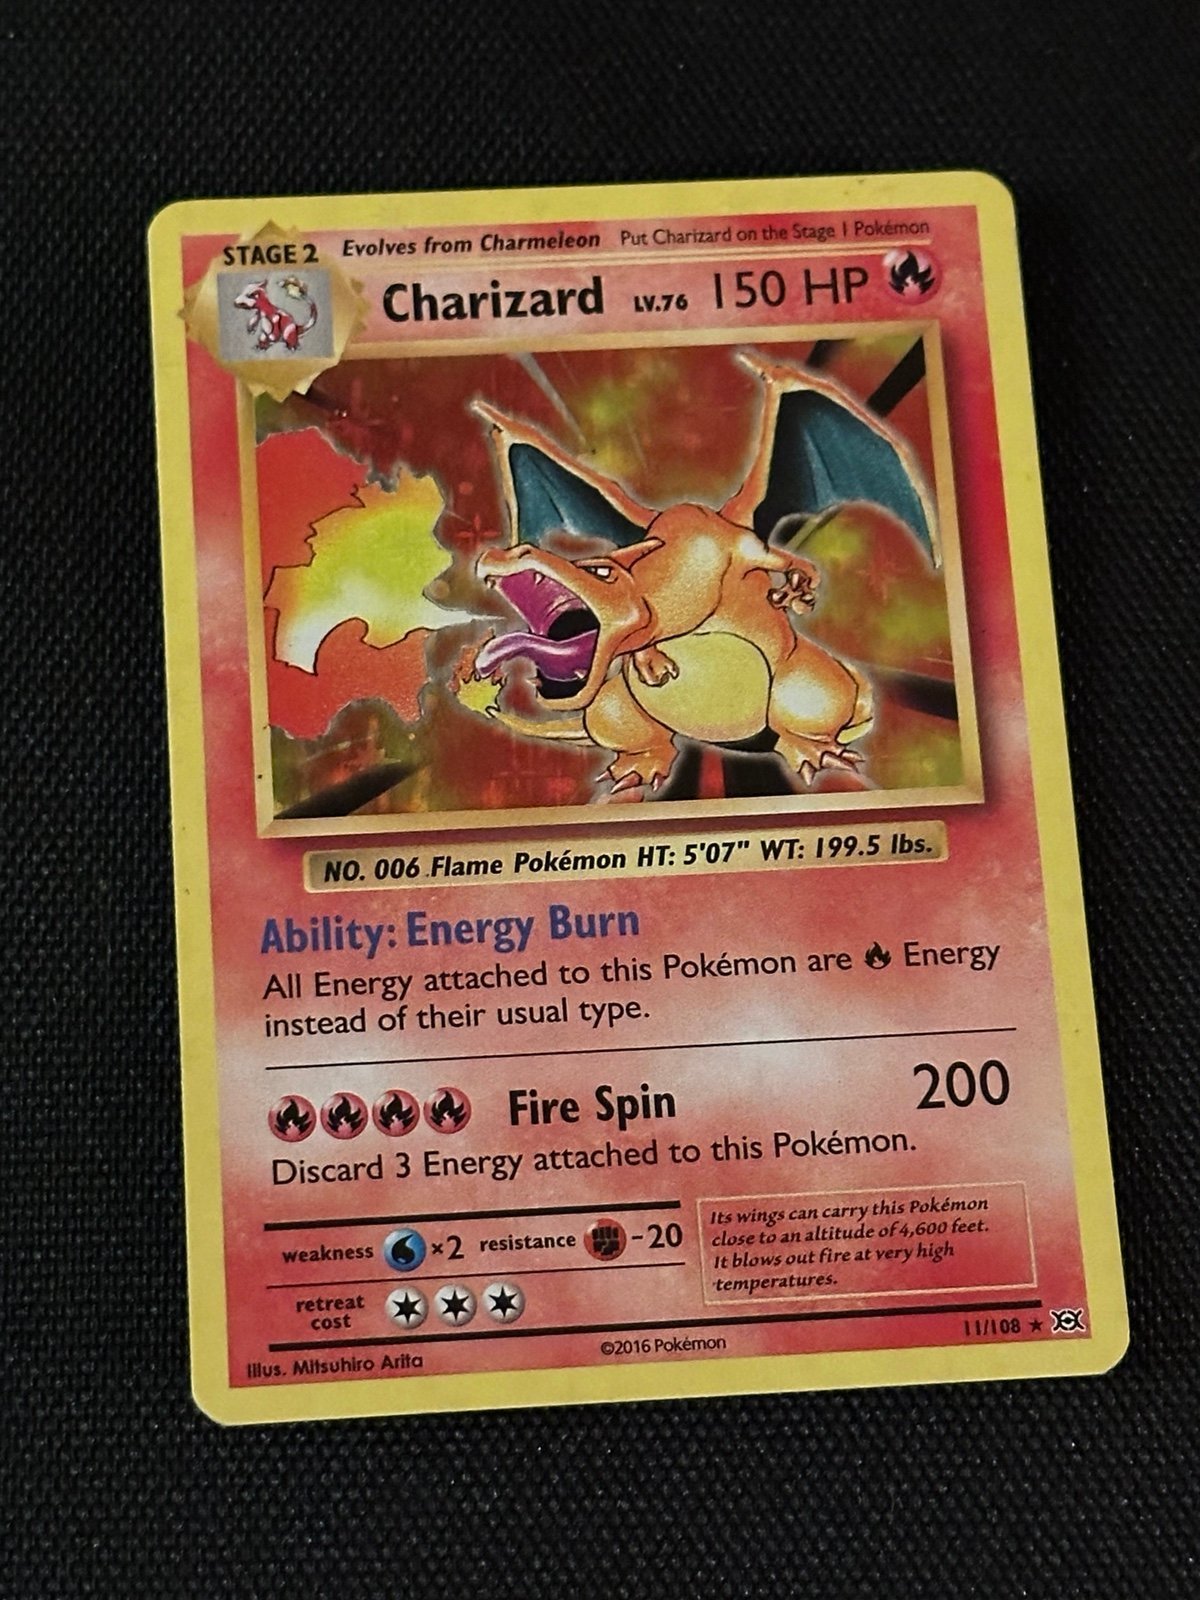 STAGE 2 Evolves from Charmeleon Put Charizard on the Stage 1 Pokémon
Charizard LV.76 150 HP
NO. 006 Flame Pokémon HT: 5'07" WT: 199.5 lbs.
Ability: Energy Burn
All Energy attached to this Pokémon are Energy
instead of their usual type.
Fire Spin 200
Discard 3 Energy attached to this Pokémon.
weakness ×2 resistance -20
retreat
cost
Its wings can carry this Pokémon
close to an altitude of 4,600 feet.
It blows out fire at very high
temperatures.
11/108
Illus. Mitsuhiro Arita
©2016 Pokémon